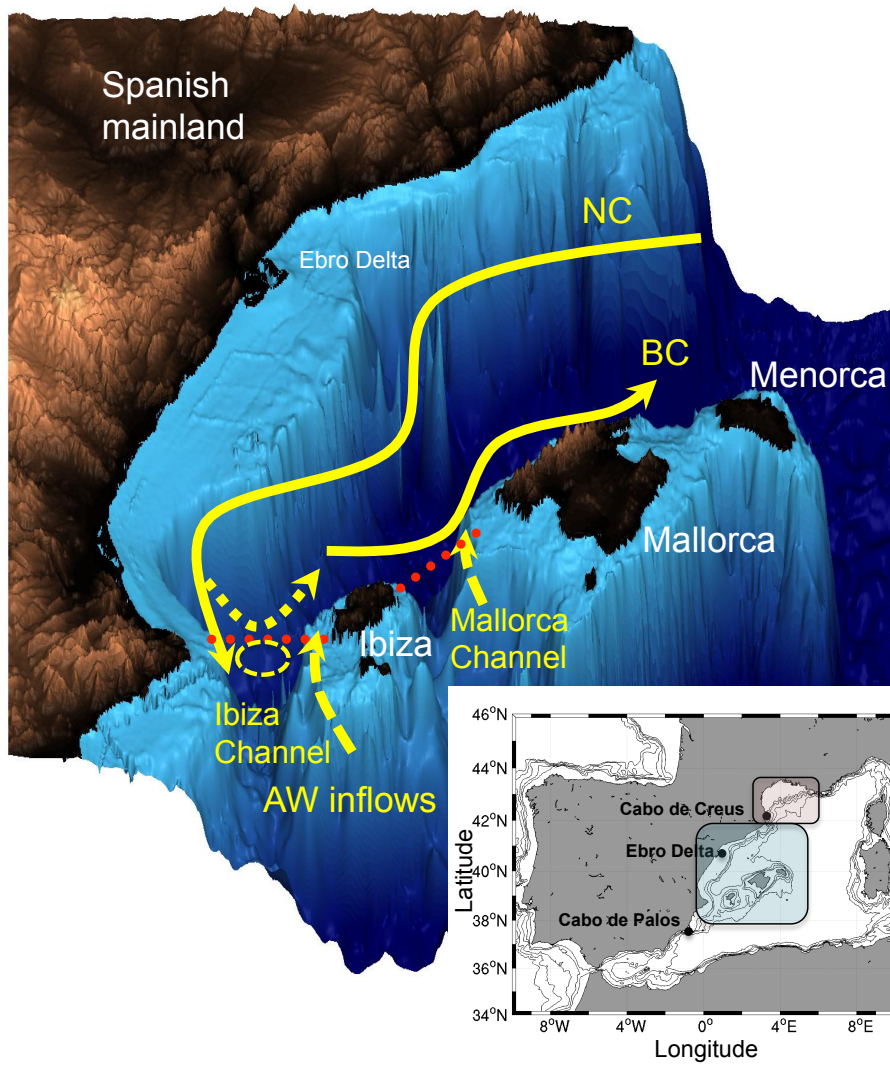 Spanish
mainland
NC
Ebro Delta
BC
Menorca
Mallorca
Mallorca
Channel
Ibiza
Ibiza
Channel
AW inflows
46°N
44°N
42°N
40°N
38°N
36°N
34°N
Latitude
Cabo de Creus
Ebro Delta
Cabo de Palos
8°W
4°W
0°
4°E
8°E
Longitude